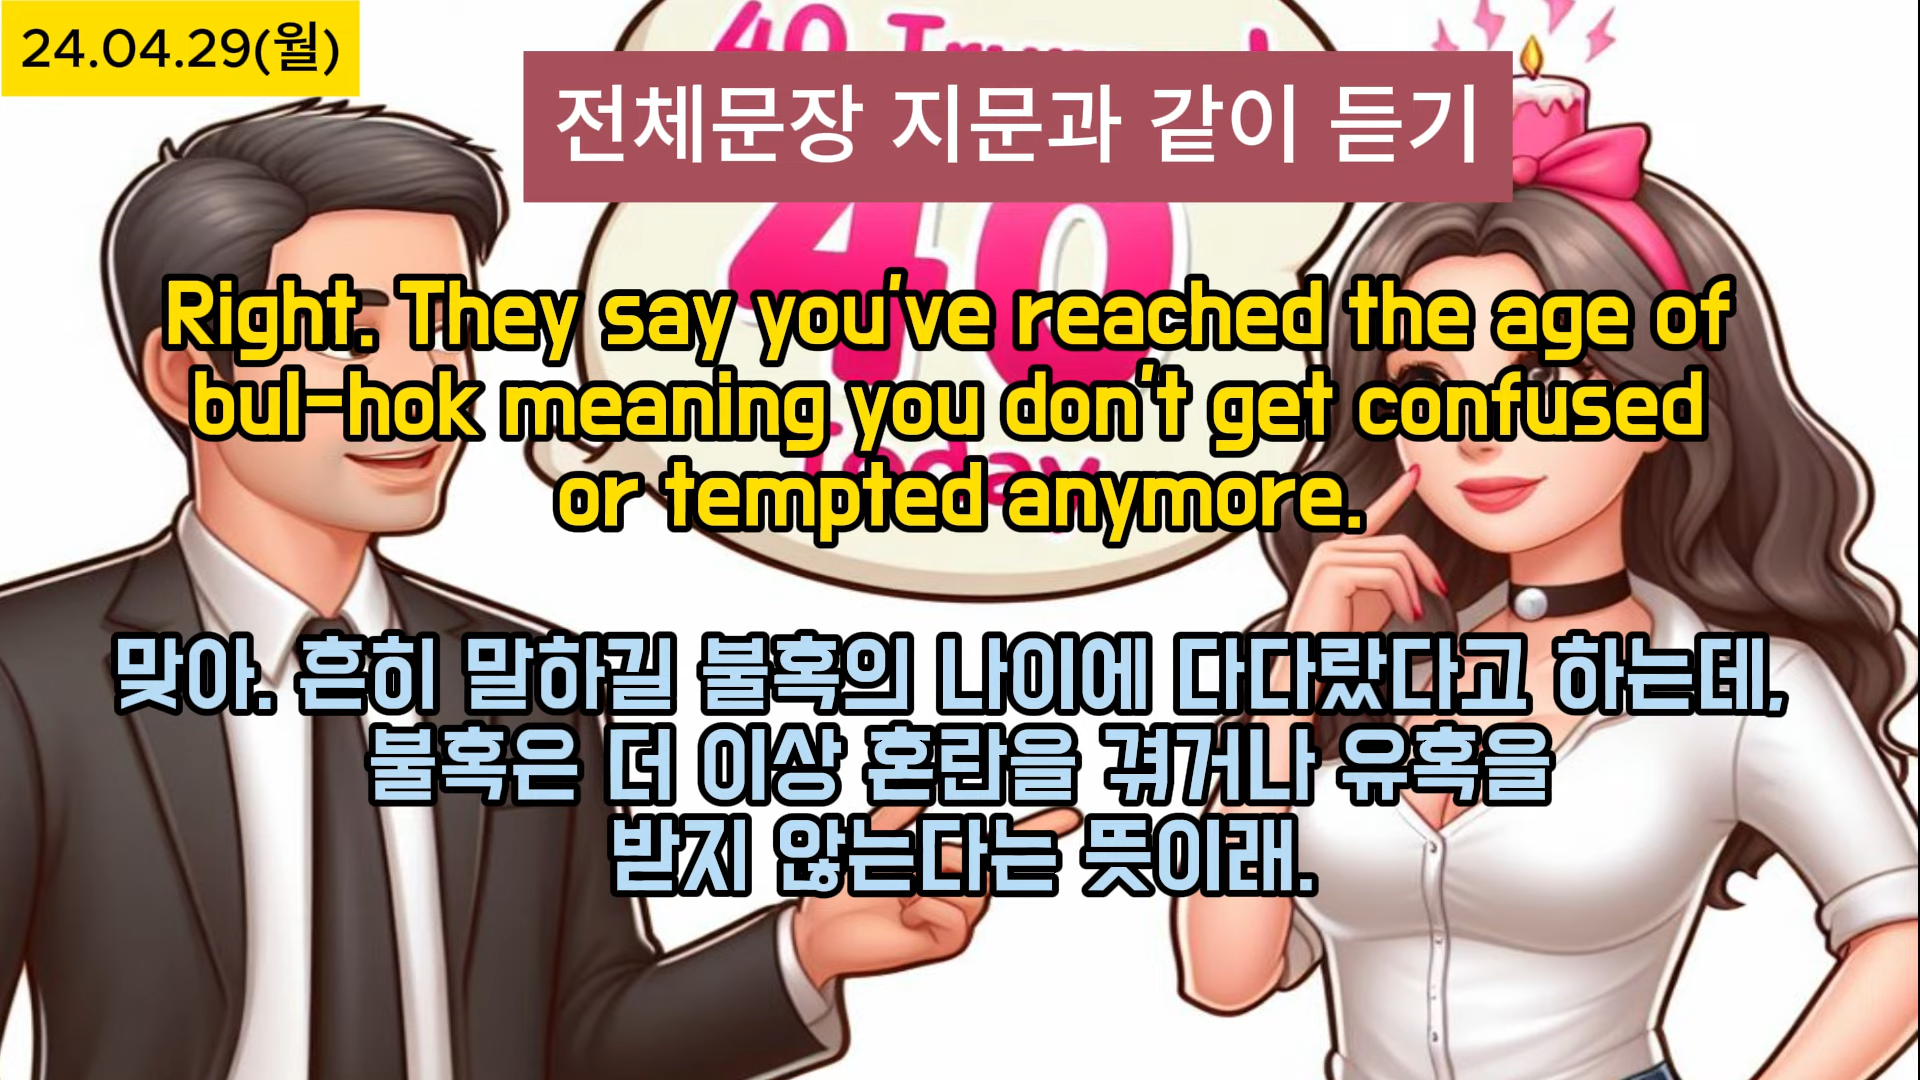 24.04.29(월)
전체문장 지문과 같이 듣기
40
Right. They say you've reached the age of
bul-hok meaning you don't get confused
or tempted anymore.
Today
맞아. 흔히 말하길 불혹의 나이에 다다랐다고 하는데,
불혹은 더 이상 혼란을 겪거나 유혹을
받지 않는다는 뜻이래.